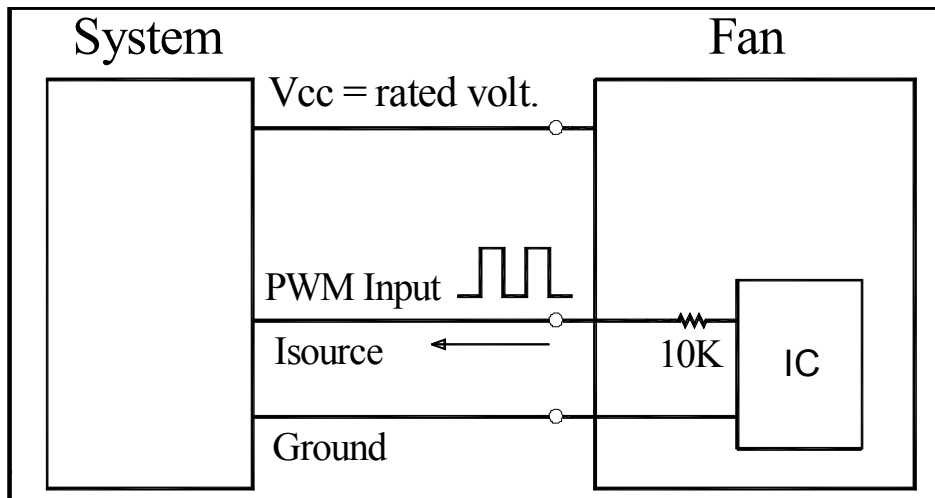 System
Fan
Vcc = rated volt.
PWM Input
Isource
10K
IC
Ground